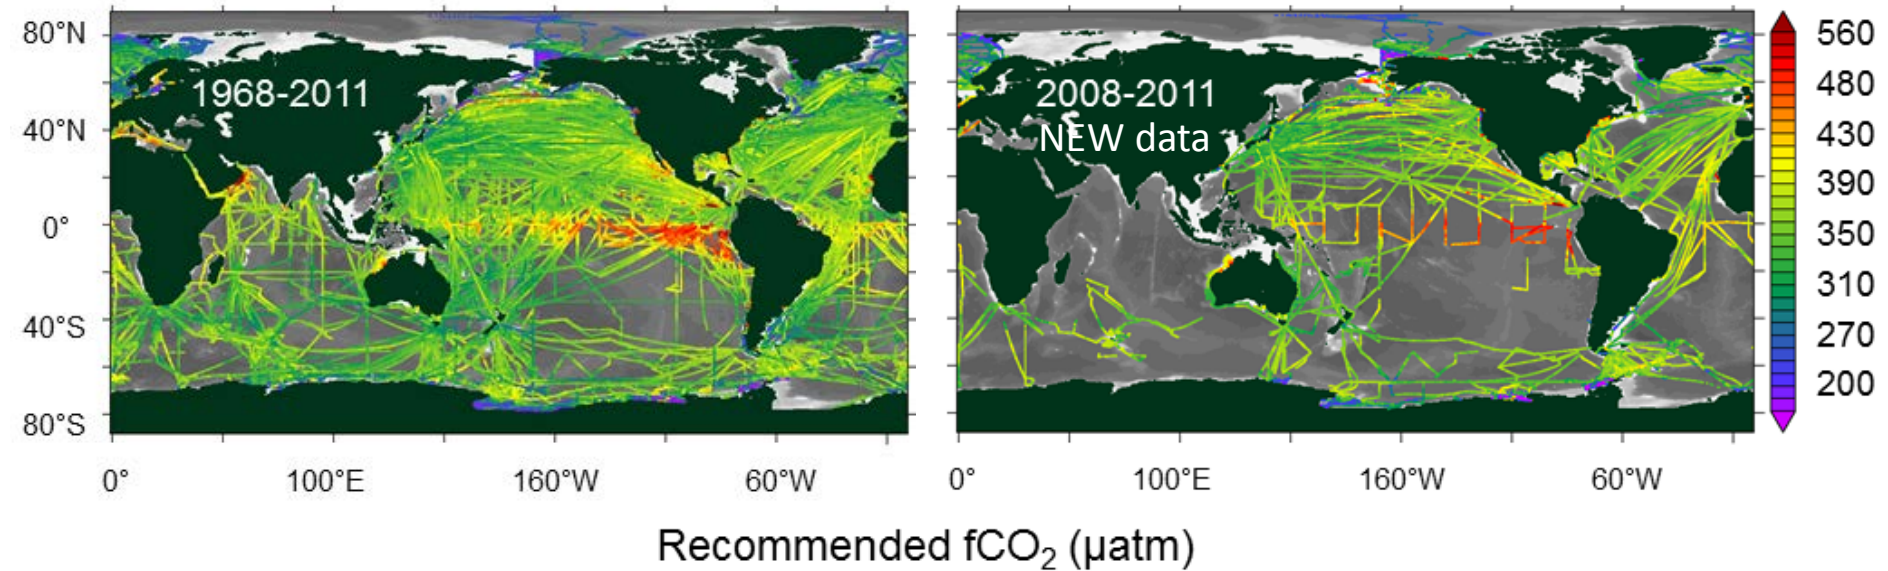 80°N
40°N
0°
40°S
80°S
1968-2011
0°
100°E
160°W
60°W
2008-2011
NEW data
0°
100°E
160°W
60°W
560
480
430
390
350
310
270
200
Recommended fCO₂ (µatm)